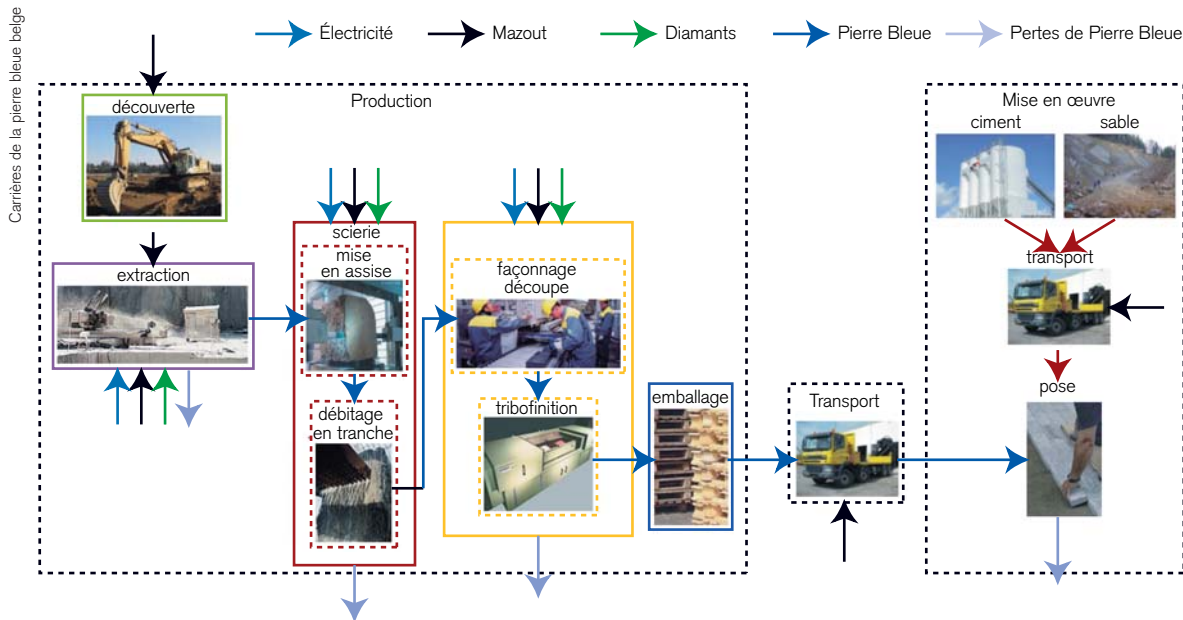 Carrières de la pierre bleue belge
Électricité
Mazout
Diamants
Pierre Bleue
Pertes de Pierre Bleue
Production
découverte
extraction
scierie
mise
en assise
débitage
en tranche
façonnage
découpe
tribofinition
emballage
Transport
Mise en œuvre
ciment
sable
transport
pose